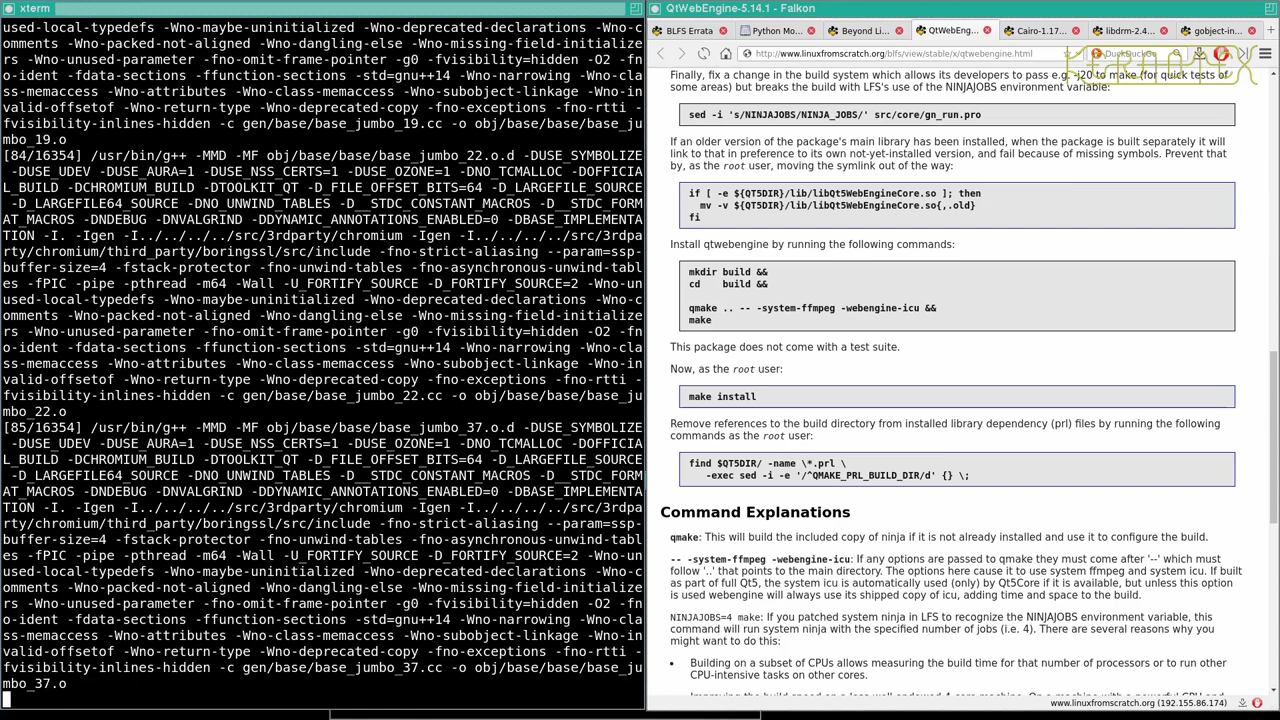 xterm
used-local-typedefs -Wno-maybe-uninitialized -Wno-deprecated-declarations -Wno-c
omments -Wno-packed-not-aligned -Wno-dangling-else -Wno-missing-field-initialize
rs -Wno-unused-parameter -fno-omit-frame-pointer -g0 -fvisibility=hidden -O2 -fn
o-ident -fdata-sections -ffunction-sections -std=gnu++14 -Wno-narrowing -Wno-cla
ss-memaccess -Wno-attributes -Wno-class-memaccess -Wno-subobject-linkage -Wno-in
valid-offsetof -Wno-return-type -Wno-deprecated-copy -fno-exceptions -fno-rtti -
fvisibility-inlines-hidden -c gen/base/base_jumbo_19.cc -o obj/base/base/base_ju
mbo_19.o
[84/16354] /usr/bin/g++ -MMD -MF obj/base/base/base_jumbo_22.o.d -DUSE_SYMBOLIZE
-DUSE_UDEV -DUSE_AURA=1 -DUSE_NSS_CERTS=1 -DUSE_OZONE=1 -DNO_TCMALLOC -DOFFICIA
L_BUILD -DCHROMIUM_BUILD -DTOOLKIT_QT -D_FILE_OFFSET_BITS=64 -D_LARGEFILE_SOURCE
-D_LARGEFILE64_SOURCE -DNO_UNWIND_TABLES -D__STDC_CONSTANT_MACROS -D__STDC_FORM
AT_MACROS -DNDEBUG -DNVALGRIND -DDYNAMIC_ANNOTATIONS_ENABLED=0 -DBASE_IMPLEMENTA
TION -I. -Igen -I../../../../src/3rdparty/chromium -Igen -I../../../../src/3rdpa
rty/chromium/third_party/boringssl/src/include -fno-strict-aliasing --param=ssp-
buffer-size=4 -fstack-protector -fno-unwind-tables -fno-asynchronous-unwind-tabl
es -fPIC -pipe -pthread -m64 -Wall -U_FORTIFY_SOURCE -D_FORTIFY_SOURCE=2 -Wno-un
used-local-typedefs -Wno-maybe-uninitialized -Wno-deprecated-declarations -Wno-c
omments -Wno-packed-not-aligned -Wno-dangling-else -Wno-missing-field-initialize
rs -Wno-unused-parameter -fno-omit-frame-pointer -g0 -fvisibility=hidden -O2 -fn
o-ident -fdata-sections -ffunction-sections -std=gnu++14 -Wno-narrowing -Wno-cla
ss-memaccess -Wno-attributes -Wno-class-memaccess -Wno-subobject-linkage -Wno-in
valid-offsetof -Wno-return-type -Wno-deprecated-copy -fno-exceptions -fno-rtti -
fvisibility-inlines-hidden -c gen/base/base_jumbo_22.cc -o obj/base/base/base_ju
mbo_22.o
[85/16354] /usr/bin/g++ -MMD -MF obj/base/base/base_jumbo_37.o.d -DUSE_SYMBOLIZE
-DUSE_UDEV -DUSE_AURA=1 -DUSE_NSS_CERTS=1 -DUSE_OZONE=1 -DNO_TCMALLOC -DOFFICIA
L_BUILD -DCHROMIUM_BUILD -DTOOLKIT_QT -D_FILE_OFFSET_BITS=64 -D_LARGEFILE_SOURCE
-D_LARGEFILE64_SOURCE -DNO_UNWIND_TABLES -D__STDC_CONSTANT_MACROS -D__STDC_FORM
AT_MACROS -DNDEBUG -DNVALGRIND -DDYNAMIC_ANNOTATIONS_ENABLED=0 -DBASE_IMPLEMENTA
TION -I. -Igen -I../../../../src/3rdparty/chromium -Igen -I../../../../src/3rdpa
rty/chromium/third_party/boringssl/src/include -fno-strict-aliasing --param=ssp-
buffer-size=4 -fstack-protector -fno-unwind-tables -fno-asynchronous-unwind-tabl
es -fPIC -pipe -pthread -m64 -Wall -U_FORTIFY_SOURCE -D_FORTIFY_SOURCE=2 -Wno-un
used-local-typedefs -Wno-maybe-uninitialized -Wno-deprecated-declarations -Wno-c
omments -Wno-packed-not-aligned -Wno-dangling-else -Wno-missing-field-initialize
rs -Wno-unused-parameter -fno-omit-frame-pointer -g0 -fvisibility=hidden -O2 -fn
o-ident -fdata-sections -ffunction-sections -std=gnu++14 -Wno-narrowing -Wno-cla
ss-memaccess -Wno-attributes -Wno-class-memaccess -Wno-subobject-linkage -Wno-in
valid-offsetof -Wno-return-type -Wno-deprecated-copy -fno-exceptions -fno-rtti -
fvisibility-inlines-hidden -c gen/base/base_jumbo_37.cc -o obj/base/base/base_ju
mbo_37.o
QtWebEngine-5.14.1 - Falkon
BLFS Errata Python Mo... Beyond Li... QtWebEng... Cairo-1.17... libdrm-2.4... gobject-in...
http://www.linuxfromscratch.org/blfs/view/stable/x/qtwebengine.html
Finally, fix a change in the build system which allows its developers to pass e.g. -j20 to make (for quick tests of
some areas) but breaks the build with LFS's use of the NINJAJOBS environment variable:
sed -i 's/NINJAJOBS/NINJA_JOBS/' src/core/gn_run.pro
If an older version of the package's main library has been installed, when the package is built separately it will
link to that in preference to its own not-yet-installed version, and fail because of missing symbols. Prevent that
by, as the root user, moving the symlink out of the way:
if [ -e ${QT5DIR}/lib/libQt5WebEngineCore.so ]; then
mv -v ${QT5DIR}/lib/libQt5WebEngineCore.so{,.old}
fi
Install qtwebengine by running the following commands:
mkdir build &&
cd build &&
qmake .. -- -system-ffmpeg -webengine-icu &&
make
This package does not come with a test suite.
Now, as the root user:
make install
Remove references to the build directory from installed library dependency (prl) files by running the following
commands as the root user:
find $QT5DIR/ -name \*.prl \
-exec sed -i -e '/^QMAKE_PRL_BUILD_DIR/d' {} \;
Command Explanations
qmake: This will build the included copy of ninja if it is not already installed and use it to configure the build.
-- -system-ffmpeg -webengine-icu: If any options are passed to qmake they must come after '--' which must
follow '..' that points to the main directory. The options here cause it to use system ffmpeg and system icu. If built
as part of full Qt5, the system icu is automatically used (only) by Qt5Core if it is available, but unless this option
is used webengine will always use its shipped copy of icu, adding time and space to the build.
NINJAJOBS=4 make: If you patched system ninja in LFS to recognize the NINJAJOBS environment variable, this
command will run system ninja with the specified number of jobs (i.e. 4). There are several reasons why you
might want to do this:
• Building on a subset of CPUs allows measuring the build time for that number of processors or to run other
CPU-intensive tasks on other cores.
www.linuxfromscratch.org (192.155.86.174)